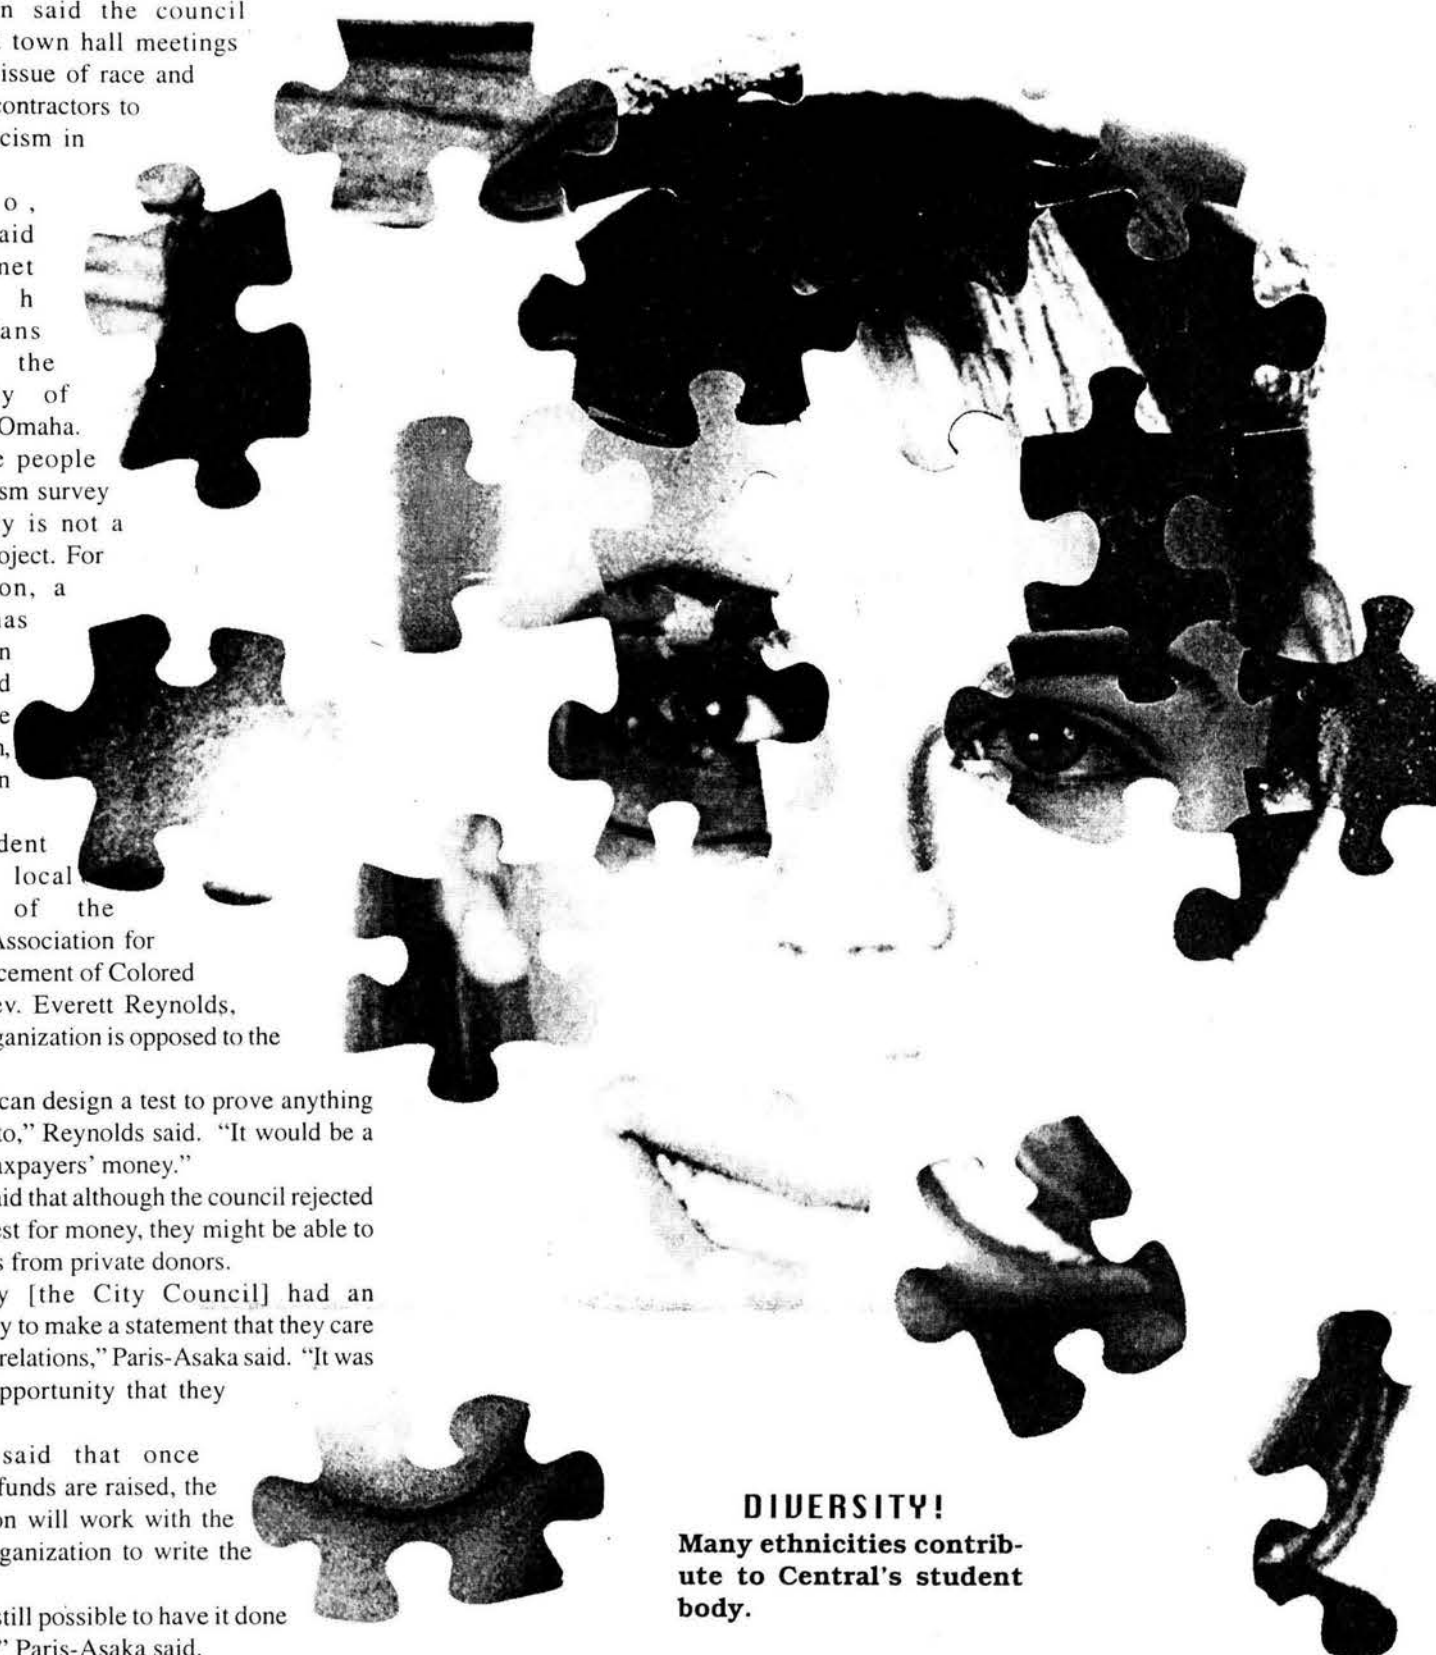 n said the council
town hall meetings
issue of race and
contractors to
cism in
o ,
aid
net
h
ans
the
y of
Omaha.
e people
sm survey
y is not a
oject. For
on, a
as
n
d
e
n,
n
dent
local
of the
Association for
cement of Colored
ev. Everett Reynolds,
ganization is opposed to the
can design a test to prove anything
to,” Reynolds said. “It would be a
axpayers’ money.”
aid that although the council rejected
est for money, they might be able to
s from private donors.
y [the City Council] had an
y to make a statement that they care
relations,” Paris-Asaka said. “It was
pportunity that they
said that once
funds are raised, the
on will work with the
ganization to write the
still possible to have it done
” Paris-Asaka said.
DIVERSITY!
Many ethnicities contrib-
ute to Central's student
body.